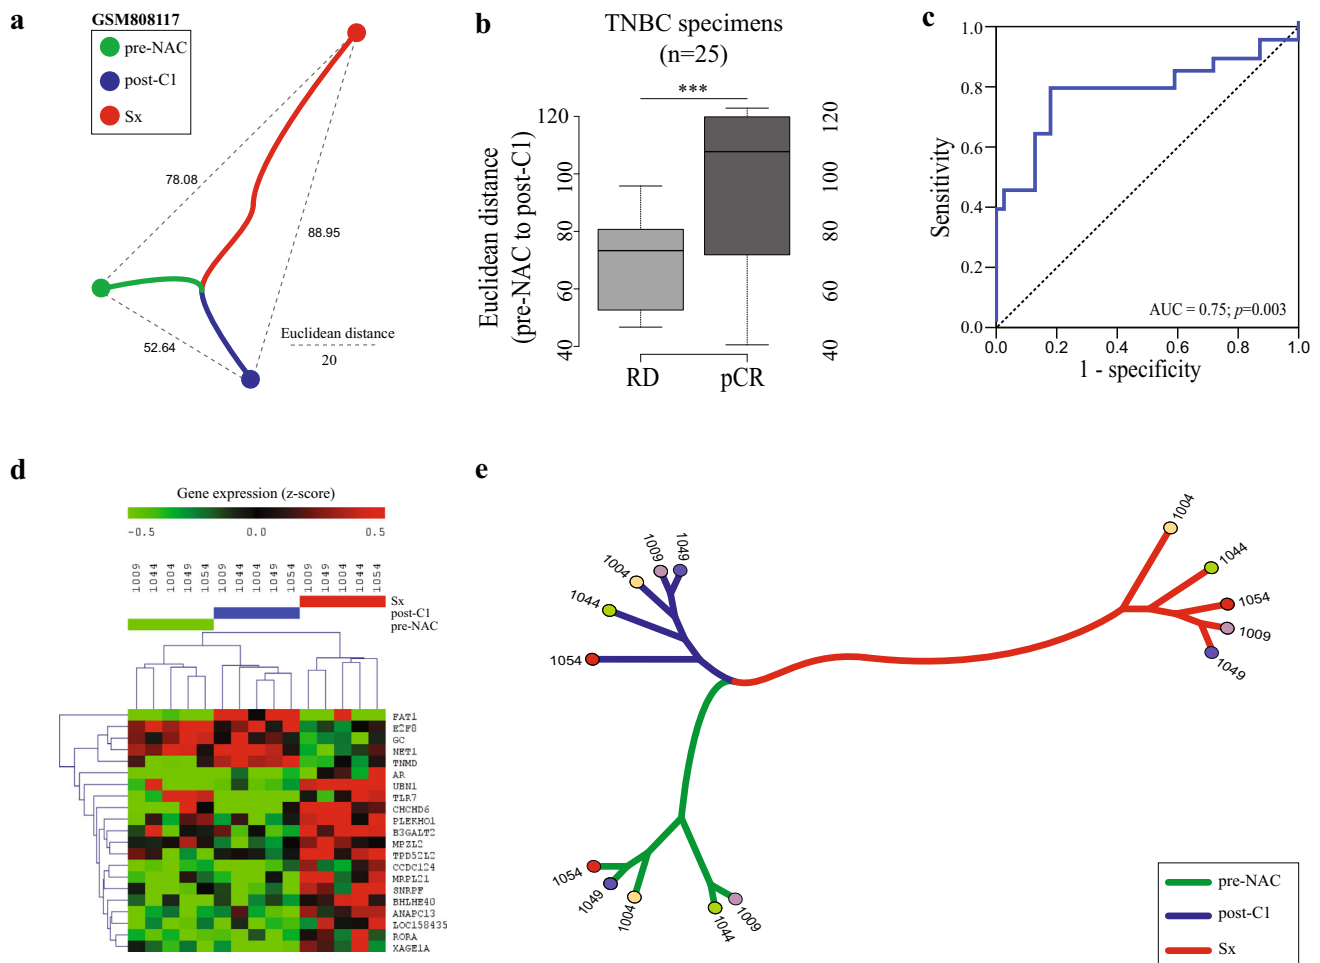 a
GSM808117
pre-NAC
post-C1
Sx
78.08
88.95
52.64
Euclidean distance
20
b
TNBC specimens
(n=25)
***
Euclidean distance
(pre-NAC to post-C1)
120
100
80
60
40
120
100
80
60
40
RD
pCR
c
Sensitivity
1.0
0.8
0.6
0.4
0.2
0.0
0.0
0.2
0.4
0.6
0.8
1.0
AUC = 0.75; p=0.003
1 - specificity
d
Gene expression (z-score)
-0.5
0.0
0.5
1009
1044
1004
1049
1054
1009
1044
1004
1049
1054
1009
1049
1004
1044
1054
Sx
post-C1
pre-NAC
FAT1
E2F8
GC
NET1
TNMD
AR
UBN1
TLR7
CHCHD6
PLEKHO1
B3GALT2
MPZL2
TPD52L2
CCDC124
MRPL21
SNRPF
BHLHE40
ANAPC13
LOC158435
RORA
XAGE1A
e
1054
1044
1004
1009
1049
1004
1044
1054
1009
1049
1054
1049
1004
1044
1009
pre-NAC
post-C1
Sx